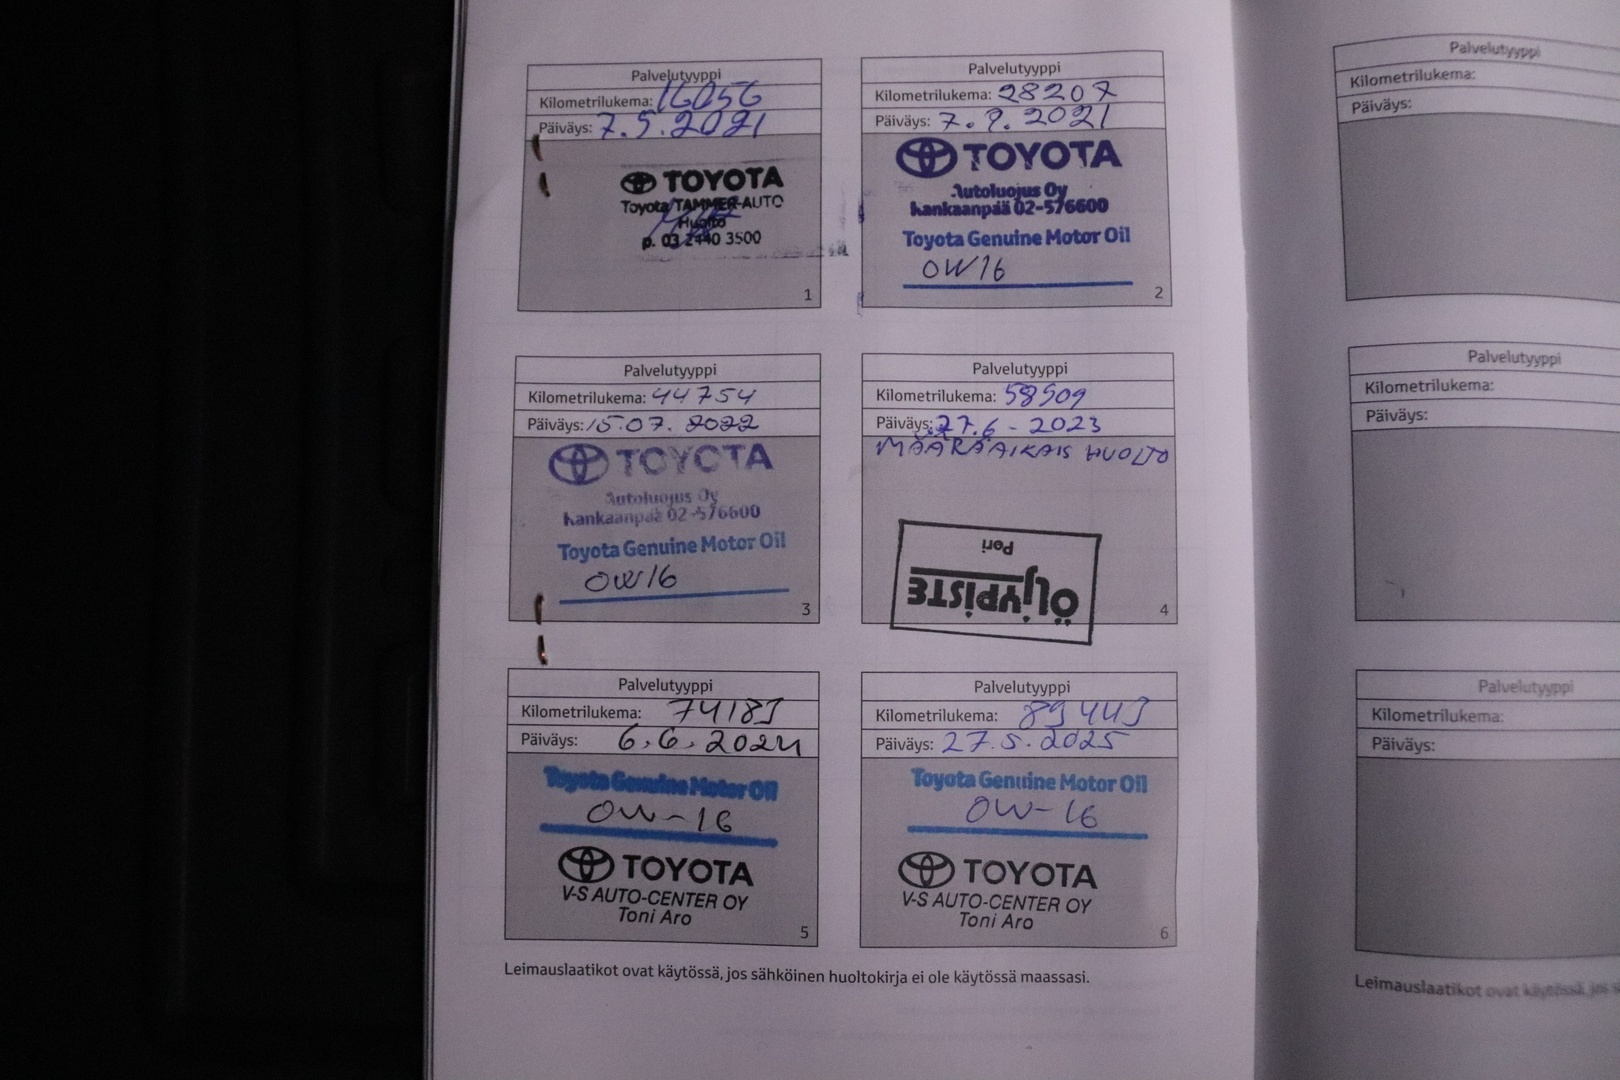 Palvelutyyppi
Kilometrilukema: 16056
Päiväys: 7.5.2021
TOYOTA
Toyota TAMMER-AUTO
Huolto
p. 03 2440 3500
1
Palvelutyyppi
Kilometrilukema: 28207
Päiväys: 7.9.2021
TOYOTA
Autoluojus Oy
Kankaanpää 02-576600
Toyota Genuine Motor Oil
0W16
2
Palvelutyyppi
Kilometrilukema: 44754
Päiväys: 15.07.2022
TOYOTA
Autoluojus Oy
Kankaanpää 02-576600
Toyota Genuine Motor Oil
0W16
3
Palvelutyyppi
Kilometrilukema: 58509
Päiväys: 27.6-2023
MÄÄRÄAIKAIS HUOLTO
Öljypiste
Pori
4
Palvelutyyppi
Kilometrilukema: 74183
Päiväys: 6.6.2024
Toyota Genuine Motor Oil
0W-16
TOYOTA
V-S AUTO-CENTER OY
Toni Aro
5
Palvelutyyppi
Kilometrilukema: 89443
Päiväys: 27.5.2025
Toyota Genuine Motor Oil
0W-16
TOYOTA
V-S AUTO-CENTER OY
Toni Aro
6
Leimauslaatikot ovat käytössä, jos sähköinen huoltokirja ei ole käytössä maassasi.
Palvelutyyppi
Kilometrilukema:
Päiväys:
Palvelutyyppi
Kilometrilukema:
Päiväys:
Palvelutyyppi
Kilometrilukema:
Päiväys:
Leimauslaatikot ovat käytössä, jos s